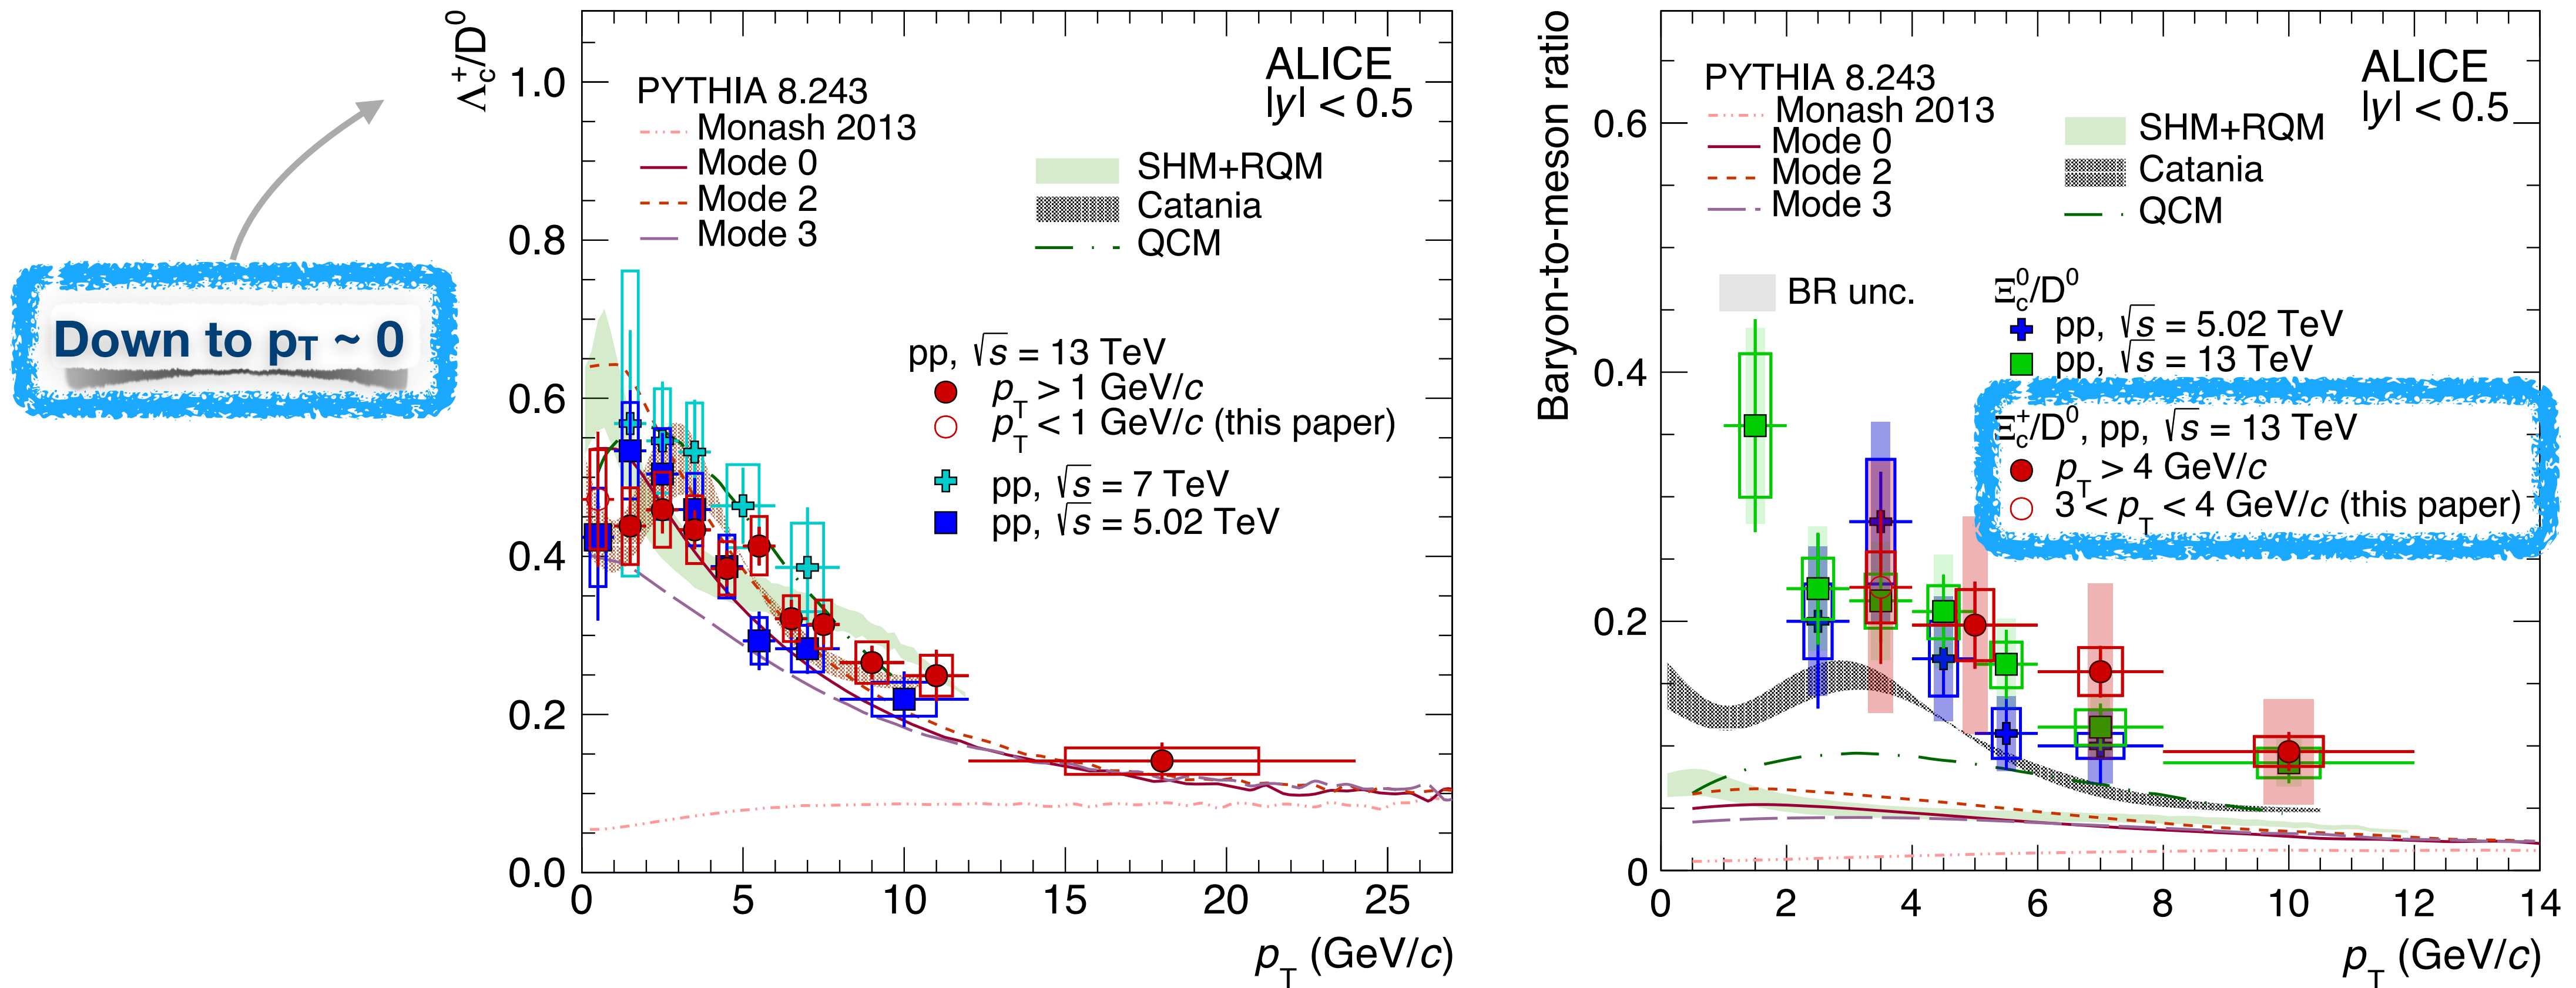 Down to pT ~ 0
Λc+/D0
ALICE
|y| < 0.5
PYTHIA 8.243
Monash 2013
Mode 0
Mode 2
Mode 3
SHM+RQM
Catania
QCM
pp, √s = 13 TeV
pT > 1 GeV/c
pT < 1 GeV/c (this paper)
pp, √s = 7 TeV
pp, √s = 5.02 TeV
1.0
0.8
0.6
0.4
0.2
0.0
0 5 10 15 20 25
pT (GeV/c)
Baryon-to-meson ratio
ALICE
|y| < 0.5
PYTHIA 8.243
Monash 2013
Mode 0
Mode 2
Mode 3
SHM+RQM
Catania
QCM
BR unc.
Ξc0/D0
pp, √s = 5.02 TeV
pp, √s = 13 TeV
Ξc+/D0, pp, √s = 13 TeV
pT > 4 GeV/c
3 < pT < 4 GeV/c (this paper)
0.6
0.4
0.2
0
0 2 4 6 8 10 12 14
pT (GeV/c)